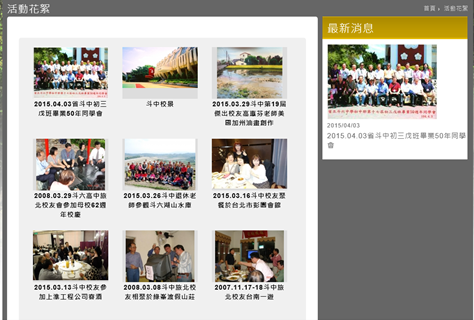 活動花絮
首頁 › 活動花絮
2015.04.03省斗中初三
戊班畢業50年同學會
斗中校景
2015.03.29斗中第19屆
傑出校友高
老師美
國加州油畫創作
2008.03.29斗六高中旅
北校友會參加母校62週
年校慶
2015.03.26斗中退休老
師參觀斗六湖山水庫
2015.03.16斗中校友聚
餐於台北市彭園會館
2015.03.13斗中校友參
加上淮工程公司春酒
2008.03.08斗中旅北校
友相聚於綠峯渡假山莊
2007.11.17-18斗中旅
北校友台南一遊
最新消息
2015/04/03
2015.04.03省斗中初三戊班畢業50年同學
會